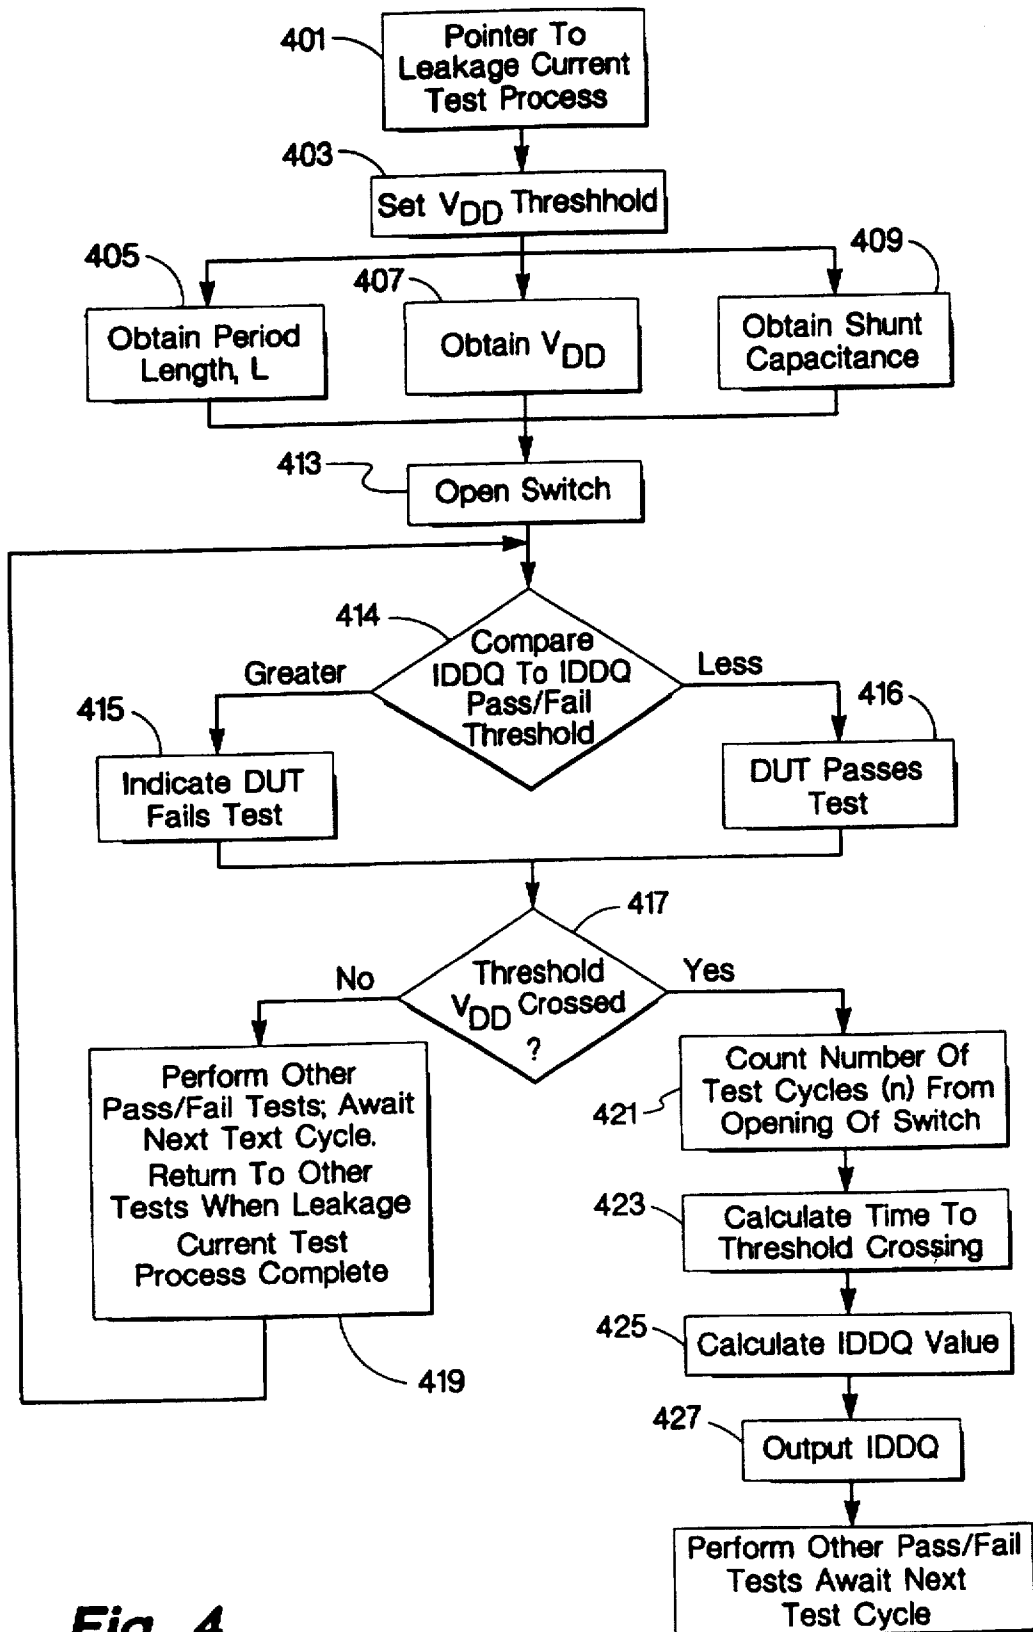 401
Pointer To
Leakage Current
Test Process
403
Set VDD Threshhold
405
Obtain Period
Length, L
407
Obtain VDD
409
Obtain Shunt
Capacitance
413
Open Switch
414
Compare
IDDQ To IDDQ
Pass/Fail
Threshold
Greater
Less
415
Indicate DUT
Fails Test
416
DUT Passes
Test
417
Threshold
VDD Crossed
?
No
Yes
Perform Other
Pass/Fail Tests; Await
Next Text Cycle.
Return To Other
Tests When Leakage
Current Test
Process Complete
419
421
Count Number Of
Test Cycles (n) From
Opening Of Switch
423
Calculate Time To
Threshold Crossing
425
Calculate IDDQ Value
427
Output IDDQ
Perform Other Pass/Fail
Tests Await Next
Test Cycle
Fig. 4